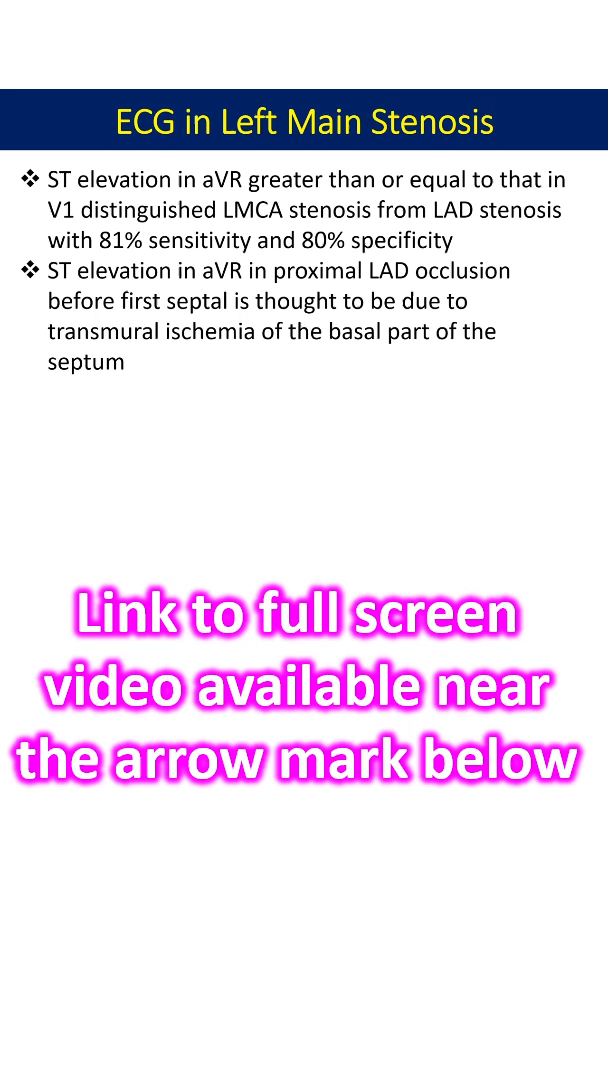 ECG in Left Main Stenosis
❖ ST elevation in aVR greater than or equal to that in
V1 distinguished LMCA stenosis from LAD stenosis
with 81% sensitivity and 80% specificity
❖ ST elevation in aVR in proximal LAD occlusion
before first septal is thought to be due to
transmural ischemia of the basal part of the
septum
Link to full screen
video available near
the arrow mark below